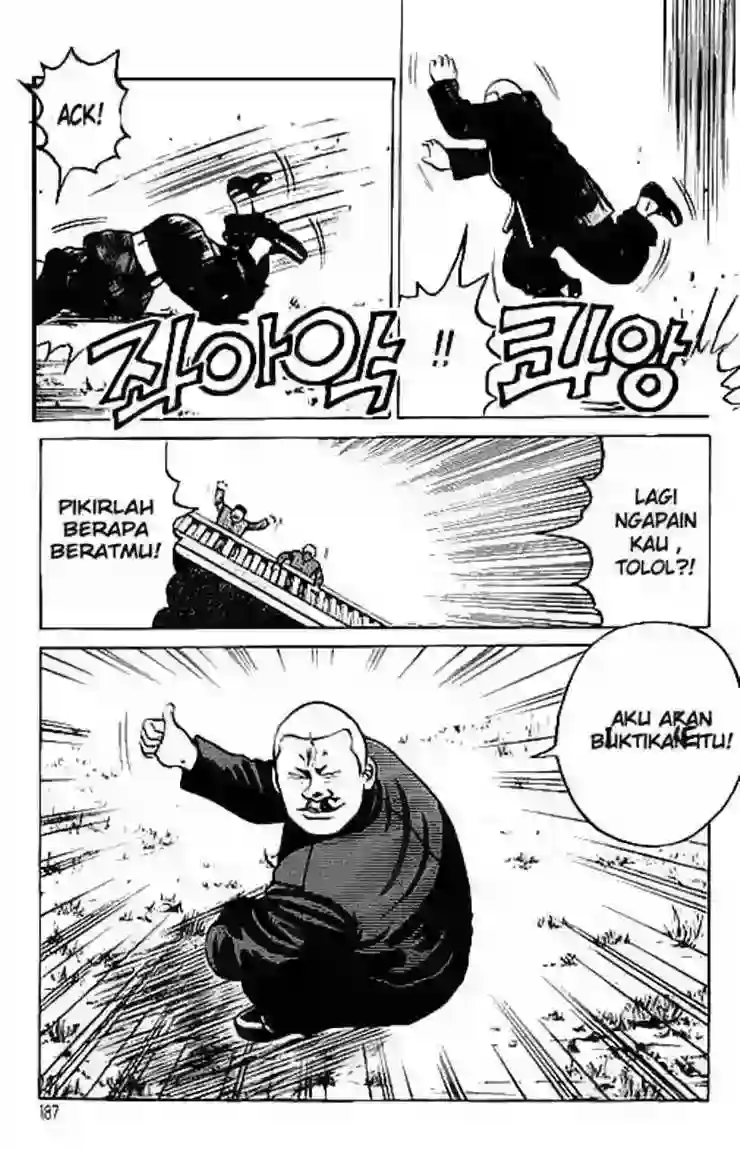 ACK!
!!
좌아악
콰앙
PIKIRLAH
BERAPA
BERATMU!
LAGI
NGAPAIN
KAU ,
TOLOL?!
AKU AKAN
BUKTIKAN ITU!
187